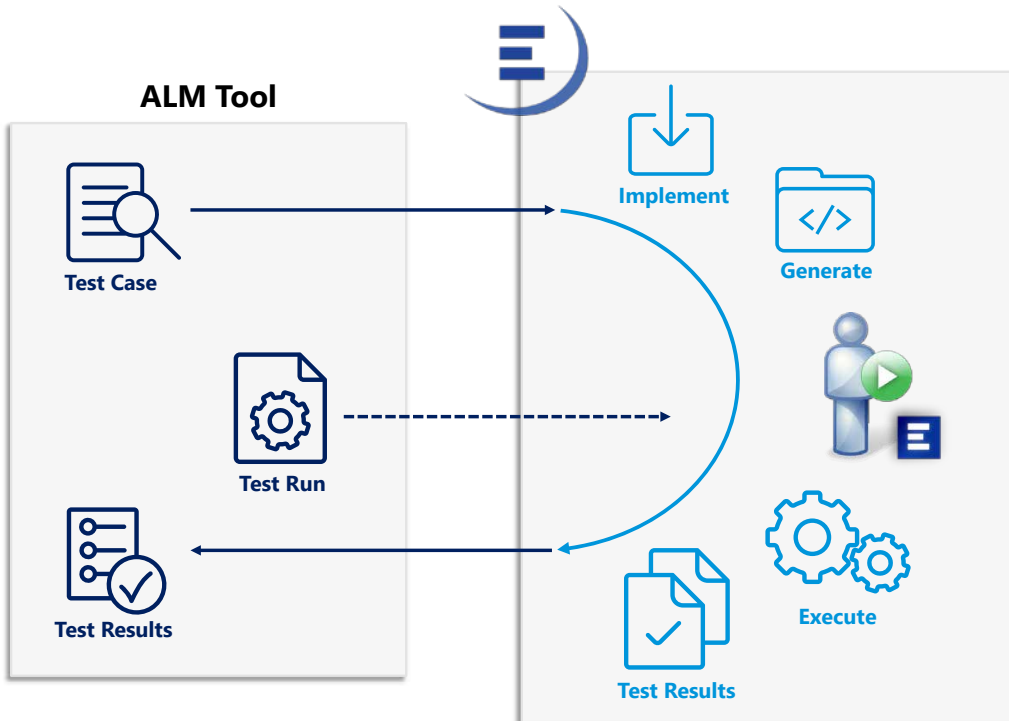 ALM Tool
Test Case
Test Run
Test Results
Implement
</>
Generate
Execute
Test Results